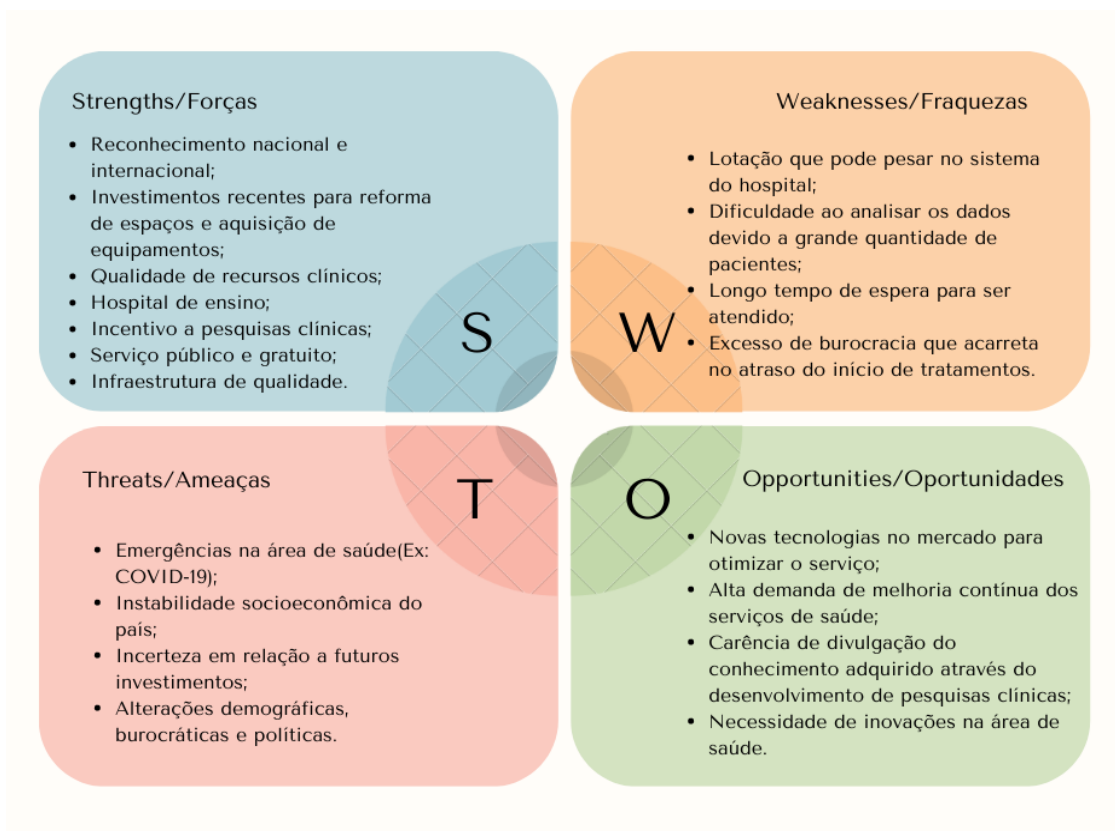 Strengths/Forças
• Reconhecimento nacional e
internacional;
• Investimentos recentes para reforma
de espaços e aquisição de
equipamentos;
• Qualidade de recursos clínicos;
• Hospital de ensino;
• Incentivo a pesquisas clínicas;
• Serviço público e gratuito;
• Infraestrutura de qualidade.
S
Weaknesses/Fraquezas
• Lotação que pode pesar no sistema
do hospital;
• Dificuldade ao analisar os dados
devido a grande quantidade de
pacientes;
• Longo tempo de espera para ser
atendido;
• Excesso de burocracia que acarreta
no atraso do início de tratamentos.
W
Threats/Ameaças
• Emergências na área de saúde(Ex:
COVID-19);
• Instabilidade socioeconômica do
país;
• Incerteza em relação a futuros
investimentos;
• Alterações demográficas,
burocráticas e políticas.
T
Opportunities/Oportunidades
• Novas tecnologias no mercado para
otimizar o serviço;
• Alta demanda de melhoria contínua dos
serviços de saúde;
• Carência de divulgação do
conhecimento adquirido através do
desenvolvimento de pesquisas clínicas;
• Necessidade de inovações na área de
saúde.
O